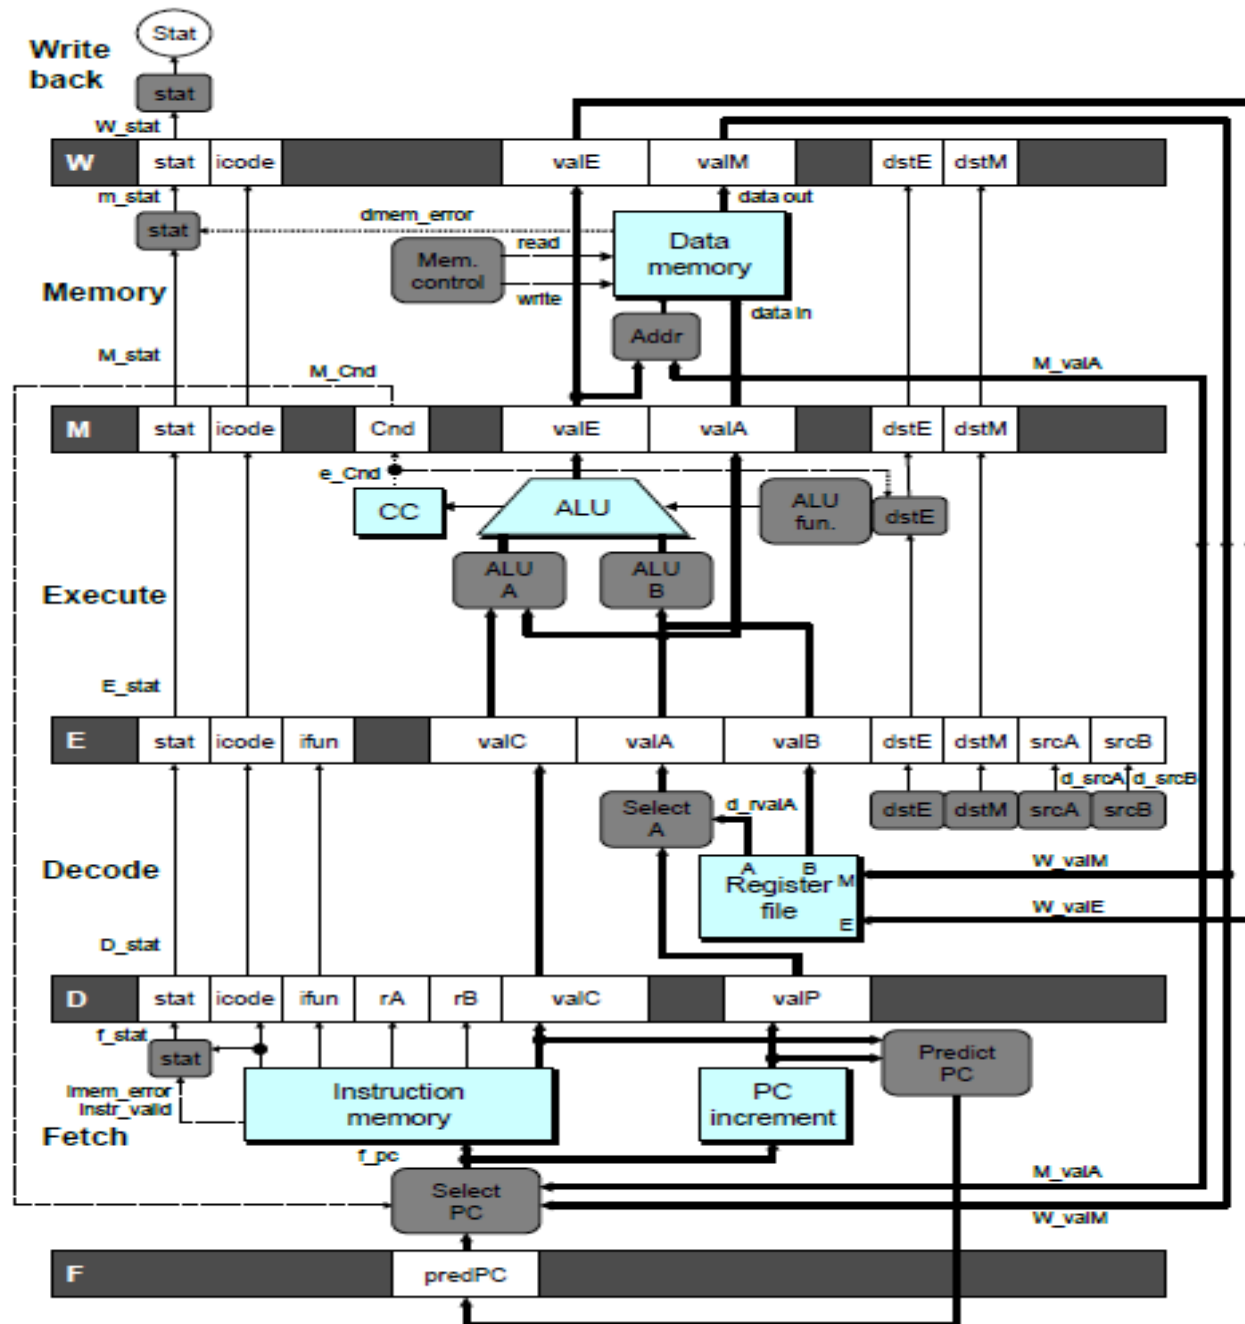 Stat
Write
back
stat
W_stat
W stat icode valE valM dstE dstM
m_stat
data out
dmem_error
stat
read
Data
memory
Mem.
control
Memory
write
data in
Addr
M_stat
M_Cnd
M_valA
M stat icode Cnd valE valA dstE dstM
e_Cnd
CC
ALU
ALU
fun.
dstE
ALU
A
ALU
B
Execute
E_stat
E stat icode ifun valC valA valB dstE dstM srcA srcB
d_srcA d_srcB
Select
A
d_rvalA
dstE dstM srcA srcB
Decode
A B
W_valM
Register
file
M
E
W_valE
D_stat
D stat icode ifun rA rB valC valP
f_stat
stat
Predict
PC
Imem_error
Instr_valid
Instruction
memory
PC
increment
Fetch
f_pc
M_valA
Select
PC
W_valM
F predPC